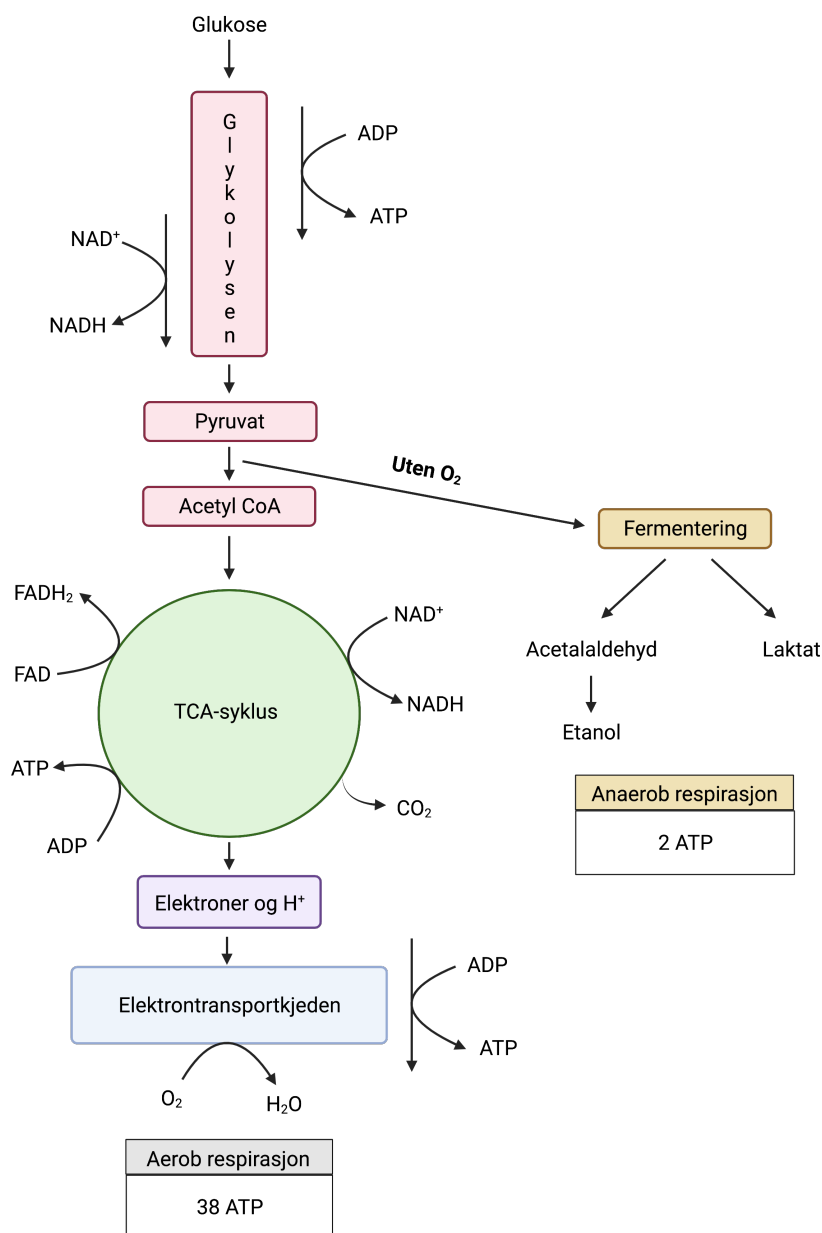 Glukose
Glykolysen
ADP
ATP
NAD⁺
NADH
Pyruvat
Uten O₂
Acetyl CoA
Fermentering
FADH₂
FAD
NAD⁺
NADH
TCA-syklus
ATP
ADP
CO₂
Acetalaldehyd
Laktat
Etanol
Anaerob respirasjon
2 ATP
Elektroner og H⁺
Elektrontransportkjeden
ADP
ATP
O₂
H₂O
Aerob respirasjon
38 ATP